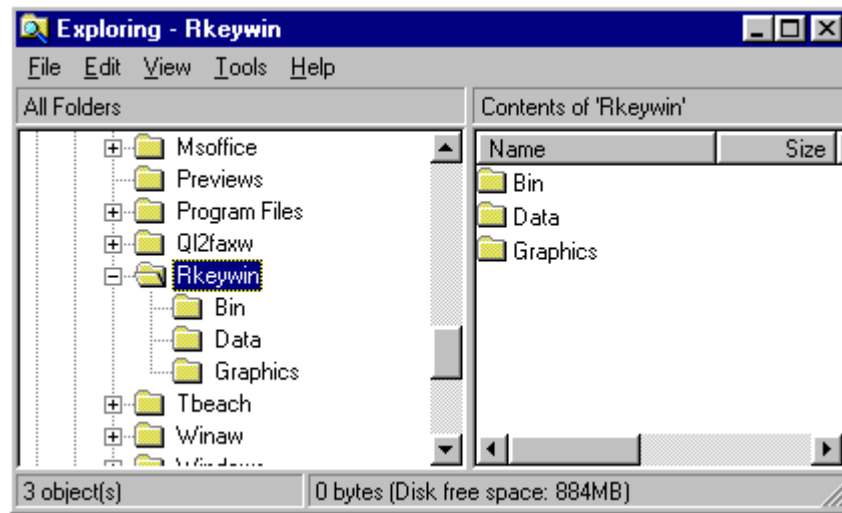 Exploring - Rkeywin
File Edit View Tools Help
All Folders
Contents of 'Rkeywin'
Msoffice
Previews
Program Files
Ql2faxw
Rkeywin
Bin
Data
Graphics
Tbeach
Winaw
Name Size
Bin
Data
Graphics
3 object(s)
0 bytes (Disk free space: 884MB)